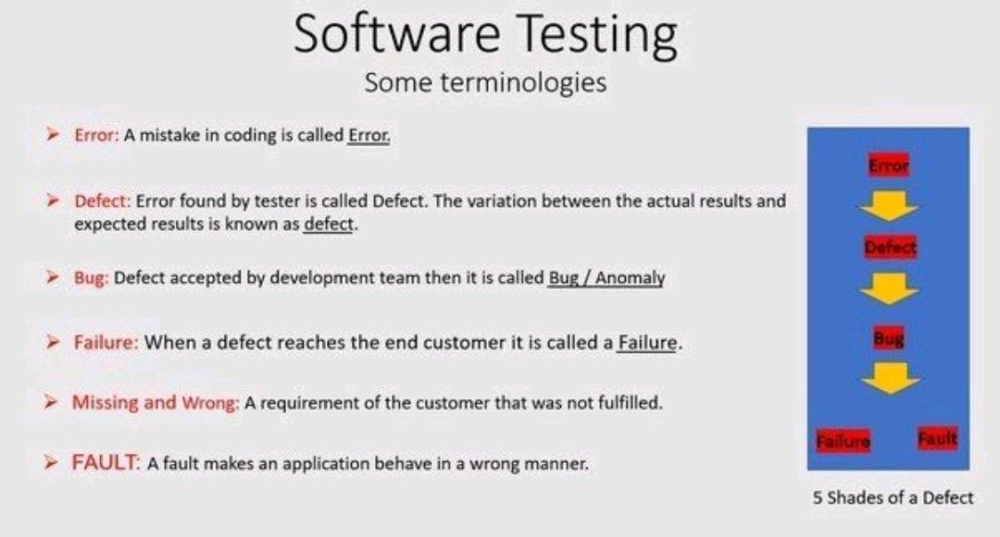 Software Testing
Some terminologies
➢ Error: A mistake in coding is called Error.
➢ Defect: Error found by tester is called Defect. The variation between the actual results and
expected results is known as defect.
➢ Bug: Defect accepted by development team then it is called Bug / Anomaly
➢ Failure: When a defect reaches the end customer it is called a Failure.
➢ Missing and Wrong: A requirement of the customer that was not fulfilled.
➢ FAULT: A fault makes an application behave in a wrong manner.
Error
Defect
Bug
Failure Fault
5 Shades of a Defect